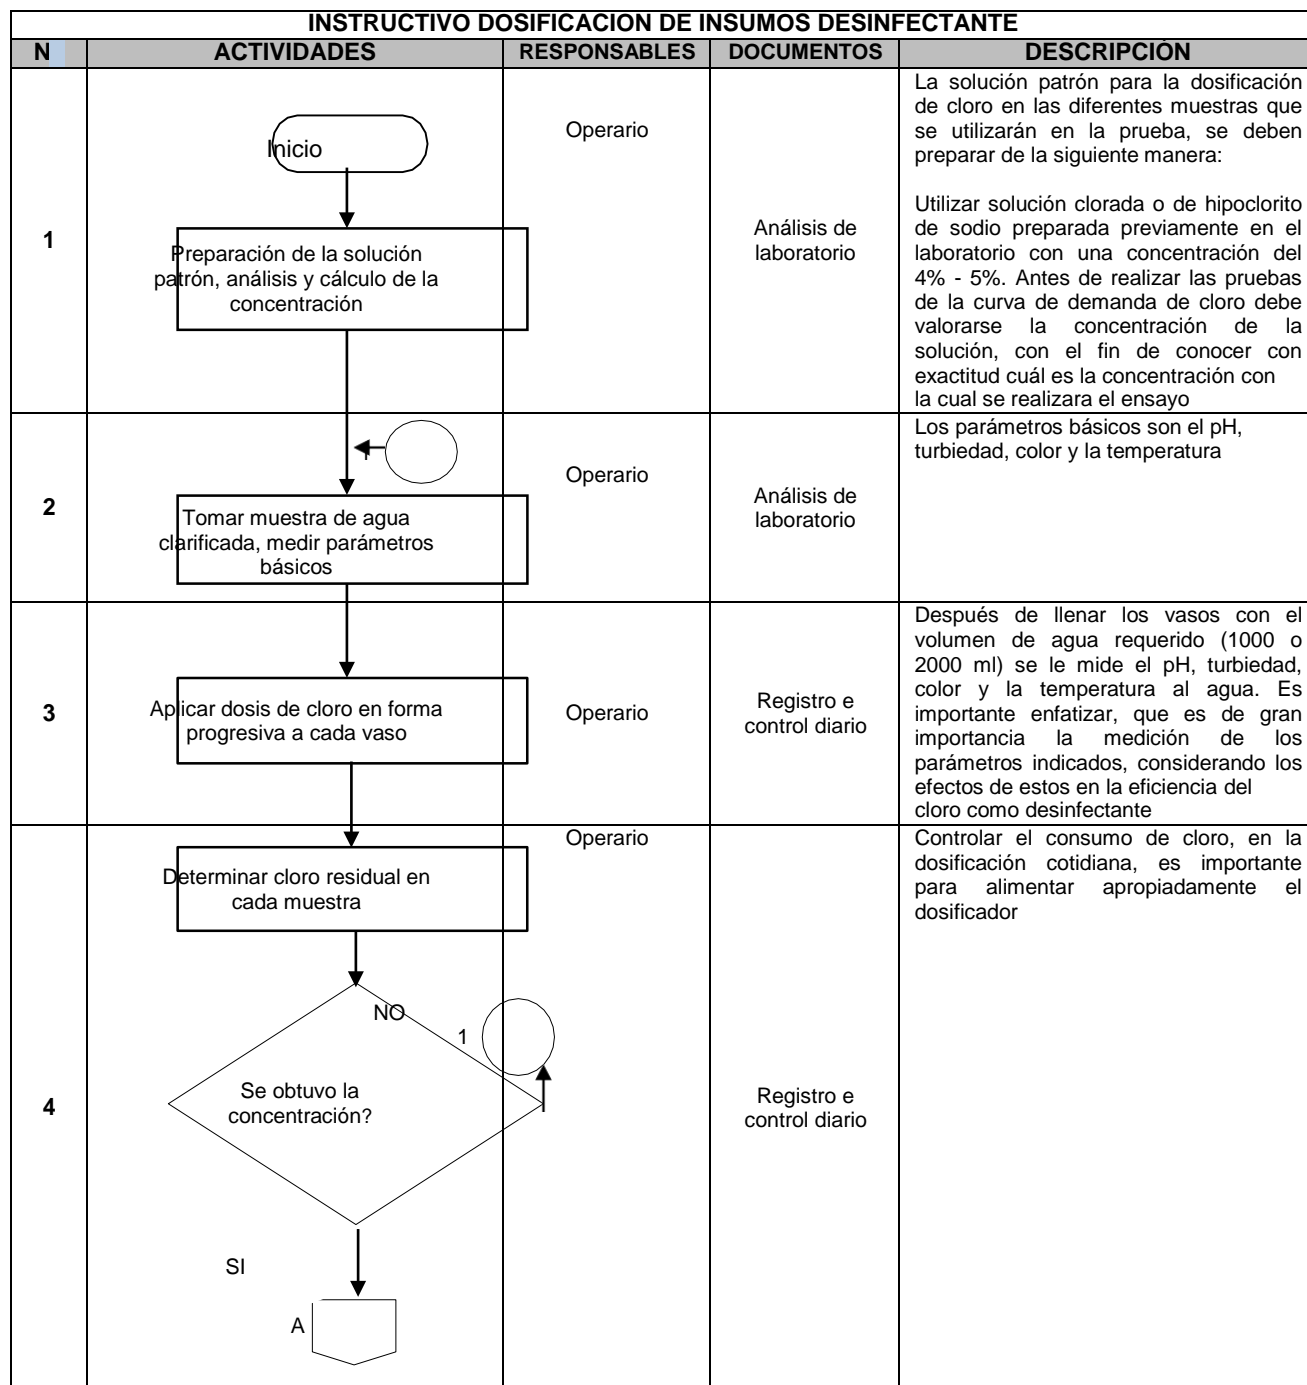 INSTRUCTIVO DOSIFICACION DE INSUMOS DESINFECTANTE
N ACTIVIDADES RESPONSABLES DOCUMENTOS DESCRIPCIÓN
1
Inicio
Preparación de la solución
patrón, análisis y cálculo de la
concentración
Operario
Análisis de
laboratorio
La solución patrón para la dosificación
de cloro en las diferentes muestras que
se utilizarán en la prueba, se deben
preparar de la siguiente manera:
Utilizar solución clorada o de hipoclorito
de sodio preparada previamente en el
laboratorio con una concentración del
4% - 5%. Antes de realizar las pruebas
de la curva de demanda de cloro debe
valorarse la concentración de la
solución, con el fin de conocer con
exactitud cuál es la concentración con
la cual se realizara el ensayo
2
1
Tomar muestra de agua
clarificada, medir parámetros
básicos
Operario
Análisis de
laboratorio
Los parámetros básicos son el pH,
turbiedad, color y la temperatura
3
Aplicar dosis de cloro en forma
progresiva a cada vaso
Operario
Registro e
control diario
Después de llenar los vasos con el
volumen de agua requerido (1000 o
2000 ml) se le mide el pH, turbiedad,
color y la temperatura al agua. Es
importante enfatizar, que es de gran
importancia la medición de los
parámetros indicados, considerando los
efectos de estos en la eficiencia del
cloro como desinfectante
4
Determinar cloro residual en
cada muestra
NO
1
Se obtuvo la
concentración?
SI
A
Operario
Registro e
control diario
Controlar el consumo de cloro, en la
dosificación cotidiana, es importante
para alimentar apropiadamente el
dosificador